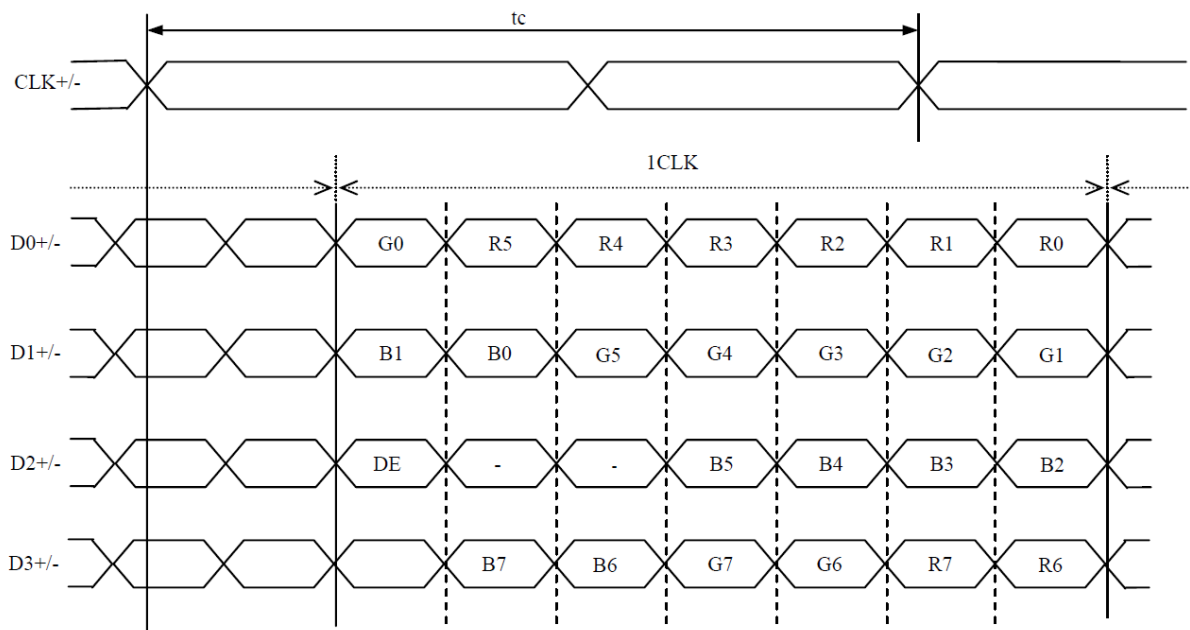 tc
CLK+/-
1CLK
D0+/- G0 R5 R4 R3 R2 R1 R0
D1+/- B1 B0 G5 G4 G3 G2 G1
D2+/- DE - - B5 B4 B3 B2
D3+/- B7 B6 G7 G6 R7 R6